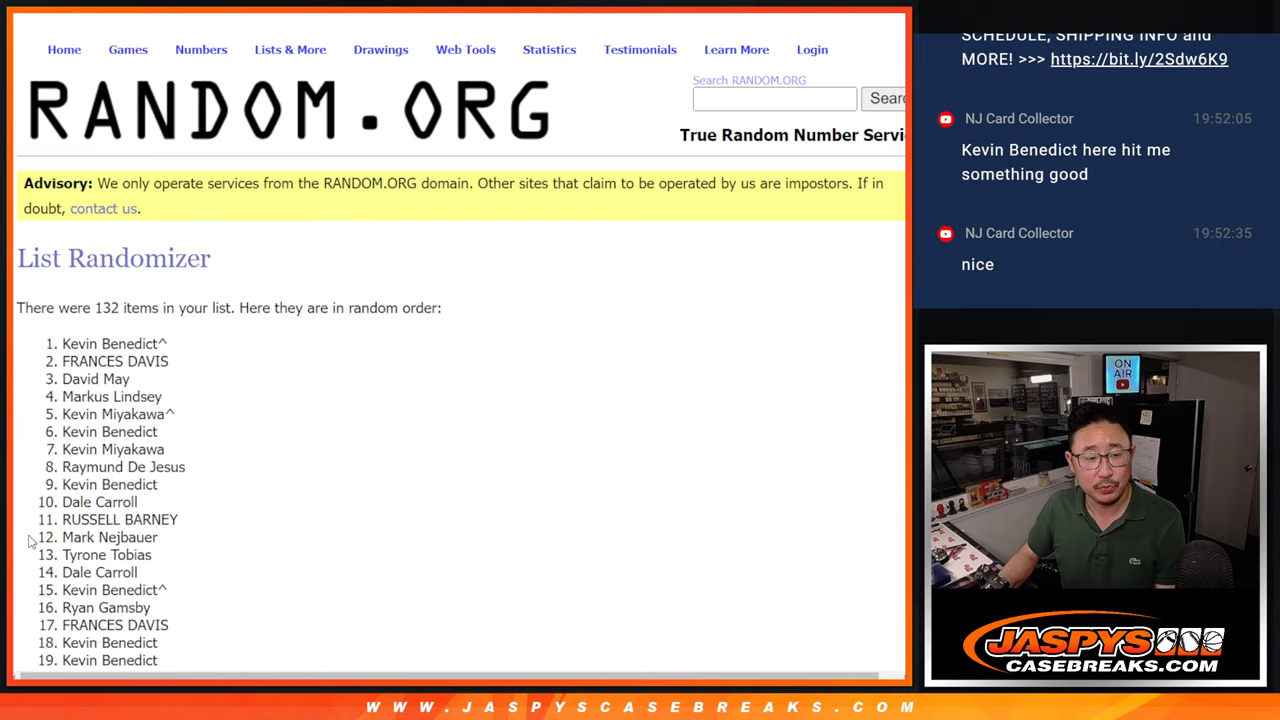 Home Games Numbers Lists & More Drawings Web Tools Statistics Testimonials Learn More Login
RANDOM.ORG
Search RANDOM.ORG
Searc
True Random Number Servi
Advisory: We only operate services from the RANDOM.ORG domain. Other sites that claim to be operated by us are impostors. If in
doubt, contact us.
List Randomizer
There were 132 items in your list. Here they are in random order:
1. Kevin Benedict^
2. FRANCES DAVIS
3. David May
4. Markus Lindsey
5. Kevin Miyakawa^
6. Kevin Benedict
7. Kevin Miyakawa
8. Raymund De Jesus
9. Kevin Benedict
10. Dale Carroll
11. RUSSELL BARNEY
12. Mark Nejbauer
13. Tyrone Tobias
14. Dale Carroll
15. Kevin Benedict^
16. Ryan Gamsby
17. FRANCES DAVIS
18. Kevin Benedict
19. Kevin Benedict
SCHEDULE, SHIPPING INFO and
MORE! >>> https://bit.ly/2Sdw6K9
NJ Card Collector 19:52:05
Kevin Benedict here hit me
something good
NJ Card Collector 19:52:35
nice
ON
AIR
JASPYS
CASEBREAKS.COM
WWW.JASPYSCASEBREAKS.COM